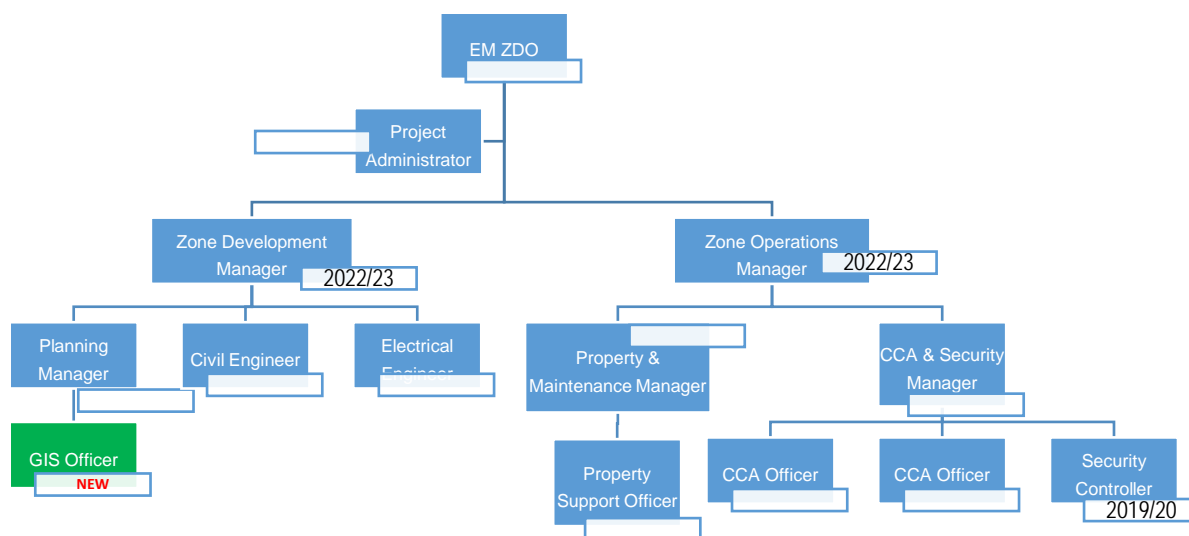 EM ZDO
Project
Administrator
Zone Development
Manager
2022/23
Zone Operations
Manager
2022/23
Planning
Manager
Civil Engineer
Electrical
Engineer
Property &
Maintenance Manager
CCA & Security
Manager
GIS Officer
NEW
Property
Support Officer
CCA Officer
CCA Officer
Security
Controller
2019/20